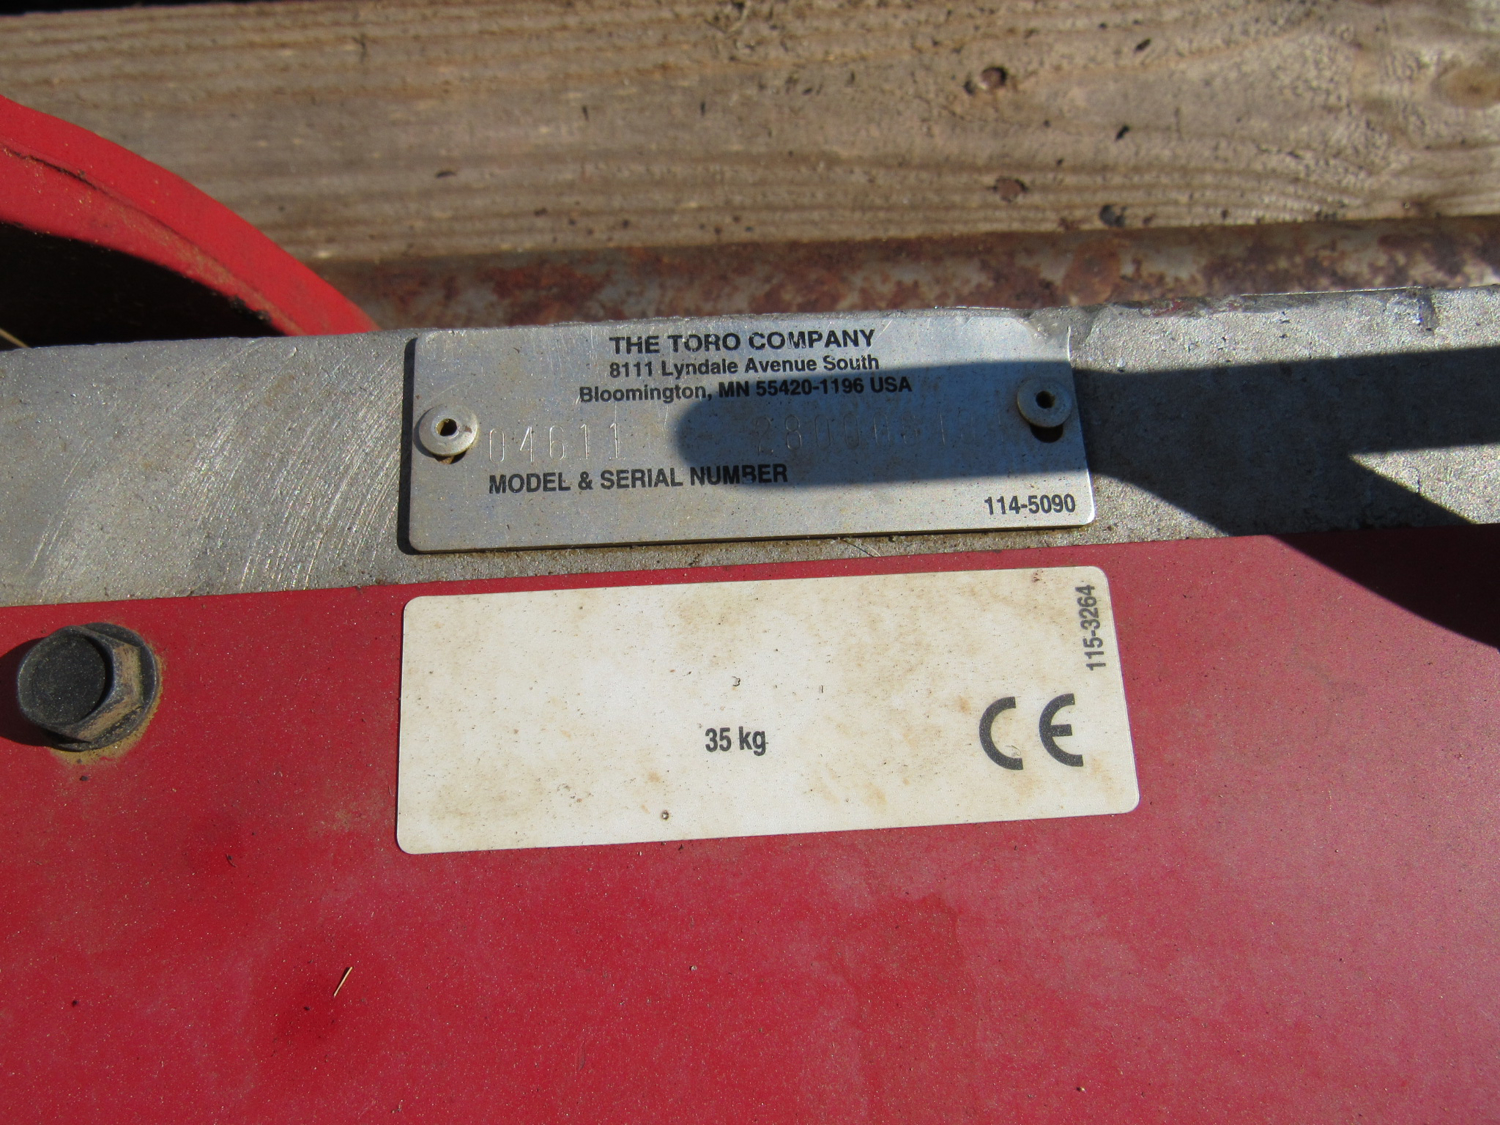 THE TORO COMPANY
8111 Lyndale Avenue South
Bloomington, MN 55420-1196 USA
04611
MODEL & SERIAL NUMBER
114-5090
115-3264
35 kg
CE